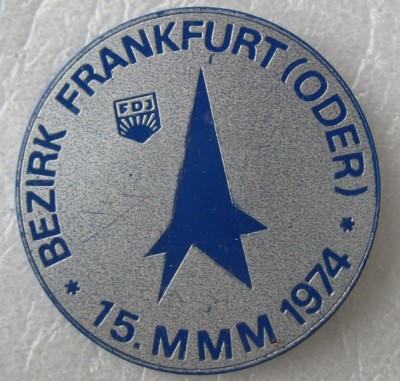 * BEZIRK FRANKFURT (ODER) *
FDJ
15. MMM 1974